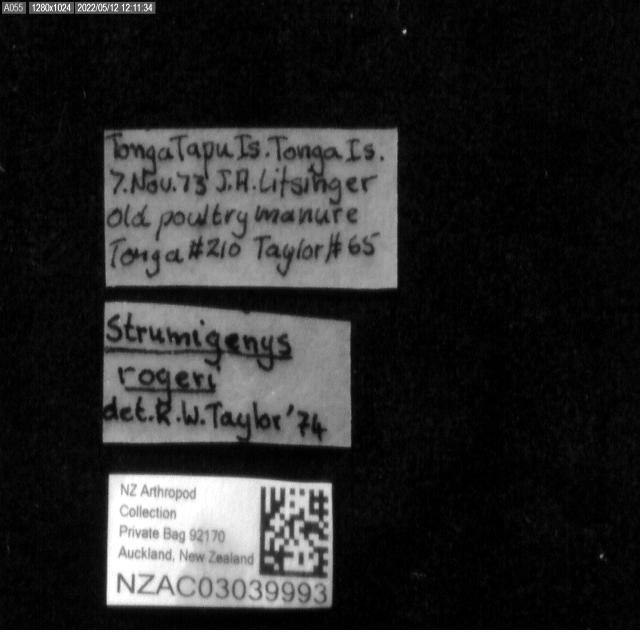 A055 1280x1024 2022/05/12 12:11:34
TongaTapu Is. Tonga Is.
7.Nov.73 J.A.Litsinger
old poultry manure
Tonga #210 Taylor # 65
Strumigenys
rogeri
det.R.W.Taylor '74
NZ Arthropod
Collection
Private Bag 92170
Auckland, New Zealand
NZAC03039993